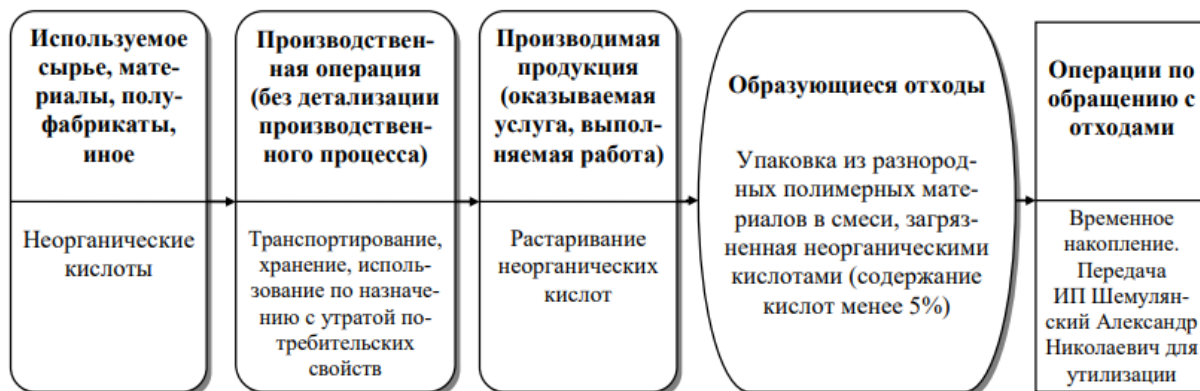 Используемое
сырье, мате-
риалы, полу-
фабрикаты,
иное
Неорганические
кислоты
Производствен-
ная операция
(без детализации
производствен-
ного процесса)
Транспортирование,
хранение, исполь-
зование по назначе-
нию с утратой по-
требительских
свойств
Производимая
продукция
(оказываемая
услуга, выпол-
няемая работа)
Растаривание
неорганических
кислот
Образующиеся отходы
Упаковка из разнород-
ных полимерных мате-
риалов в смеси, загряз-
ненная неорганическими
кислотами (содержание
кислот менее 5%)
Операции по
обращению с
отходами
Временное
накопление.
Передача
ИП Шемулян-
ский Александр
Николаевич для
утилизации